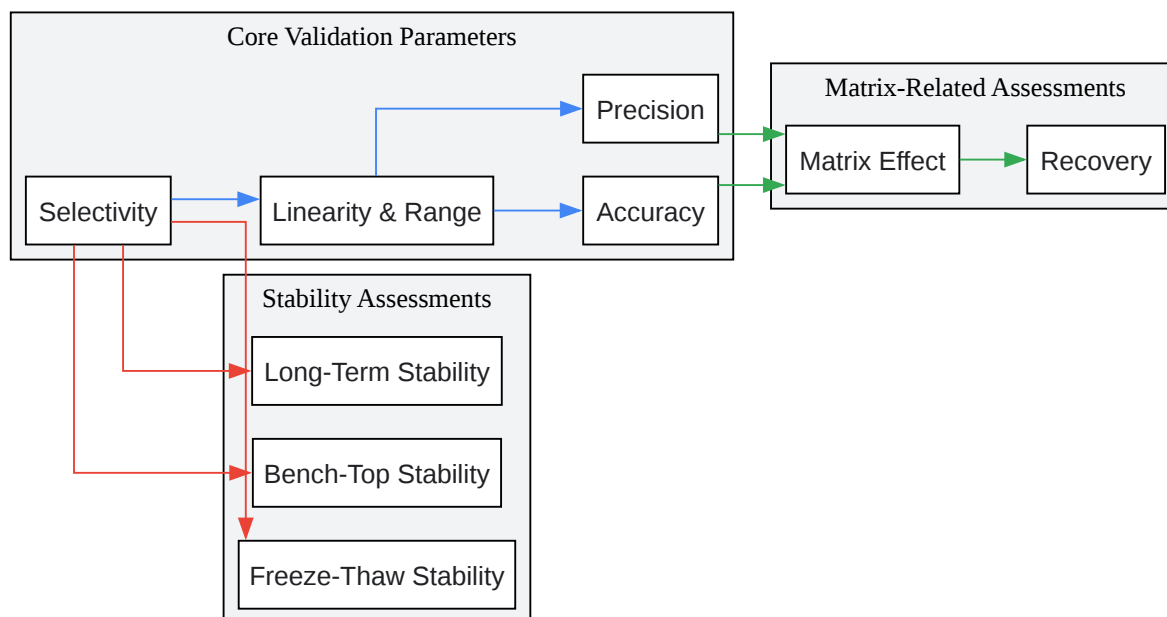 Core Validation Parameters
Precision
Selectivity
Linearity & Range
Accuracy
Matrix-Related Assessments
Matrix Effect
Recovery
Stability Assessments
Long-Term Stability
Bench-Top Stability
Freeze-Thaw Stability